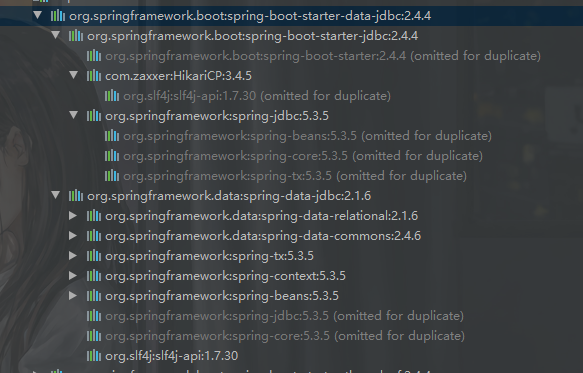 org.springframework.boot:spring-boot-starter-data-jdbc:2.4.4
org.springframework.boot:spring-boot-starter-jdbc:2.4.4
org.springframework.boot:spring-boot-starter:2.4.4 (omitted for duplicate)
com.zaxxer:HikariCP:3.4.5
org.slf4j:slf4j-api:1.7.30 (omitted for duplicate)
org.springframework:spring-jdbc:5.3.5
org.springframework:spring-beans:5.3.5 (omitted for duplicate)
org.springframework:spring-core:5.3.5 (omitted for duplicate)
org.springframework:spring-tx:5.3.5 (omitted for duplicate)
org.springframework.data:spring-data-jdbc:2.1.6
org.springframework.data:spring-data-relational:2.1.6
org.springframework.data:spring-data-commons:2.4.6
org.springframework:spring-tx:5.3.5
org.springframework:spring-context:5.3.5
org.springframework:spring-beans:5.3.5
org.springframework:spring-jdbc:5.3.5 (omitted for duplicate)
org.springframework:spring-core:5.3.5 (omitted for duplicate)
org.slf4j:slf4j-api:1.7.30